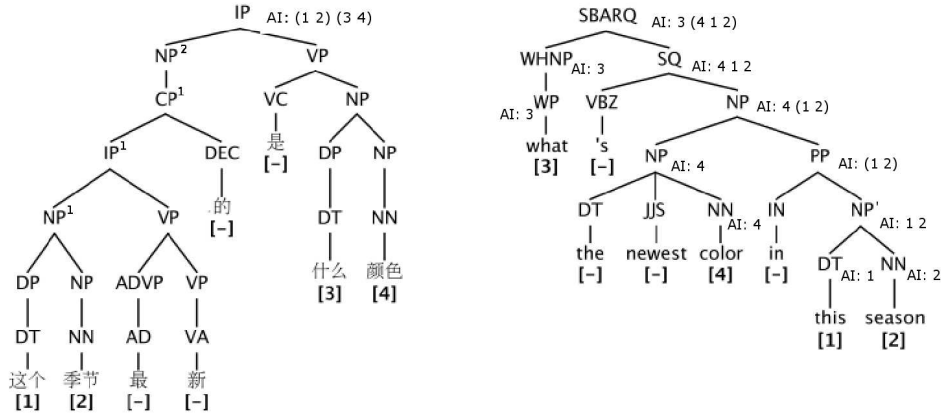 IP AI: (1 2) (3 4) SBARQ AI: 3 (4 1 2)
NP² VP WHNP AI: 3 SQ AI: 4 1 2
CP¹ VC NP AI: 3 WP VBZ NP AI: 4 (1 2)
IP¹ DEC 是 [-] DP NP what [3] 's [-] NP AI: 4 PP AI: (1 2)
NP¹ VP 的 [-] DT NN DT JJS NN AI: 4 IN NP' AI: 1 2
什么 [3] 颜色 [4] the [-] newest [-] color [4] in [-] DT AI: 1 NN AI: 2
DP NP ADVP VP
DT NN AD VA this season
[1] [2]
这个 季节 最 新
[1] [2] [-] [-]